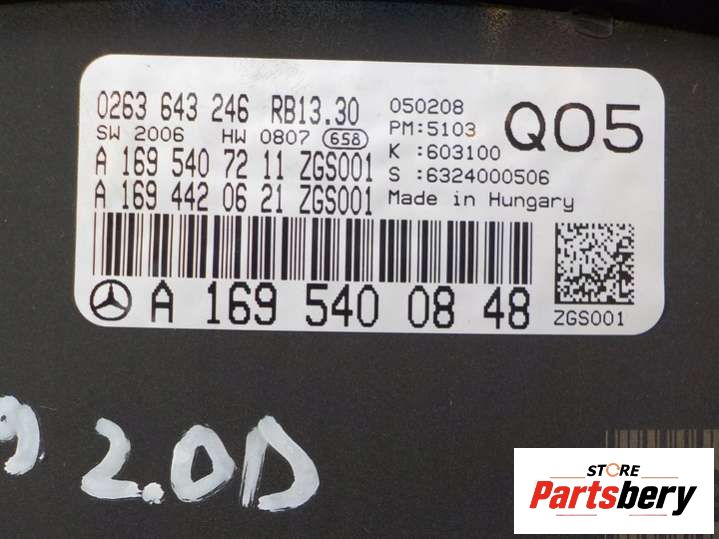 0263 643 246 RB13.30
SW 2006 HW 0807 658
A 169 540 72 11 ZGS001
A 169 442 06 21 ZGS001
050208
PM:5103
K :603100
S :6324000506
Made in Hungary
Q05
A 169 540 08 48
ZGS001
9 2.0D
STORE
Partsbery